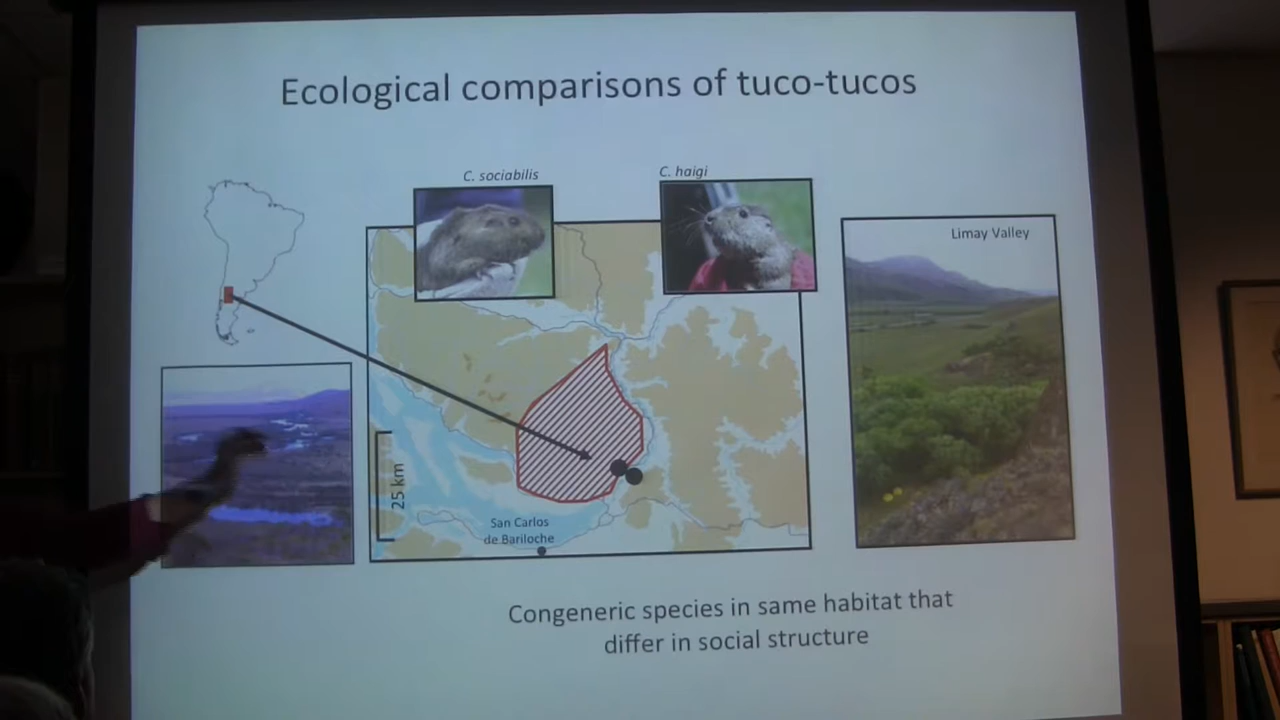 Ecological comparisons of tuco-tucos
C. sociabilis
C. haigi
Limay Valley
25 km
San Carlos
de Bariloche
Congeneric species in same habitat that
differ in social structure